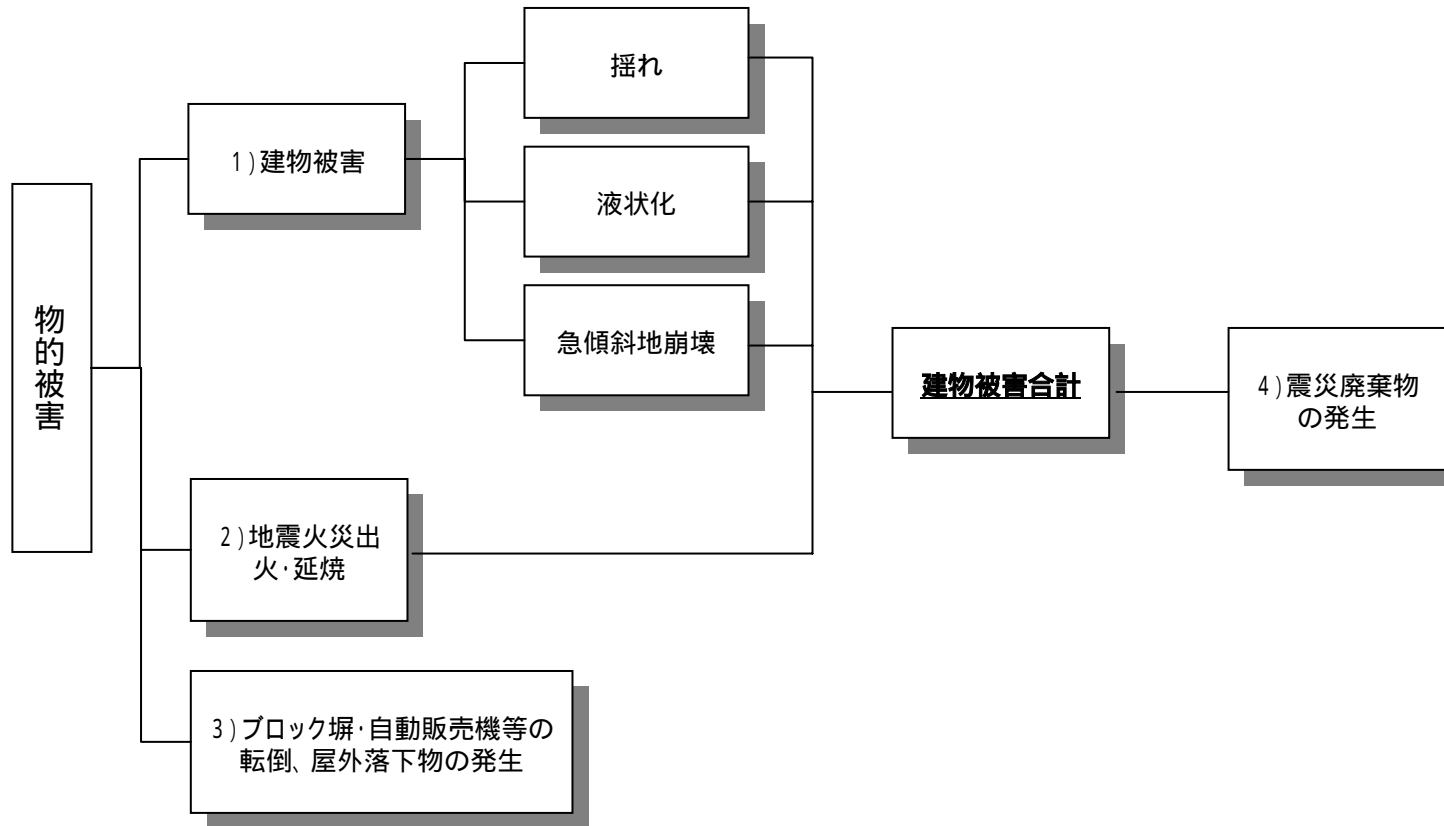 物的被害
1)建物被害
揺れ
液状化
急傾斜地崩壊
2)地震火災出
火・延焼
3)ブロック塀・自動販売機等の
転倒、屋外落下物の発生
建物被害合計
4)震災廃棄物
の発生